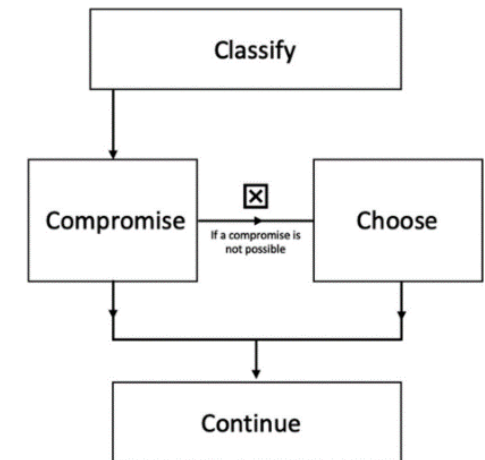 Classify
Compromise
If a compromise is
not possible
Choose
Continue